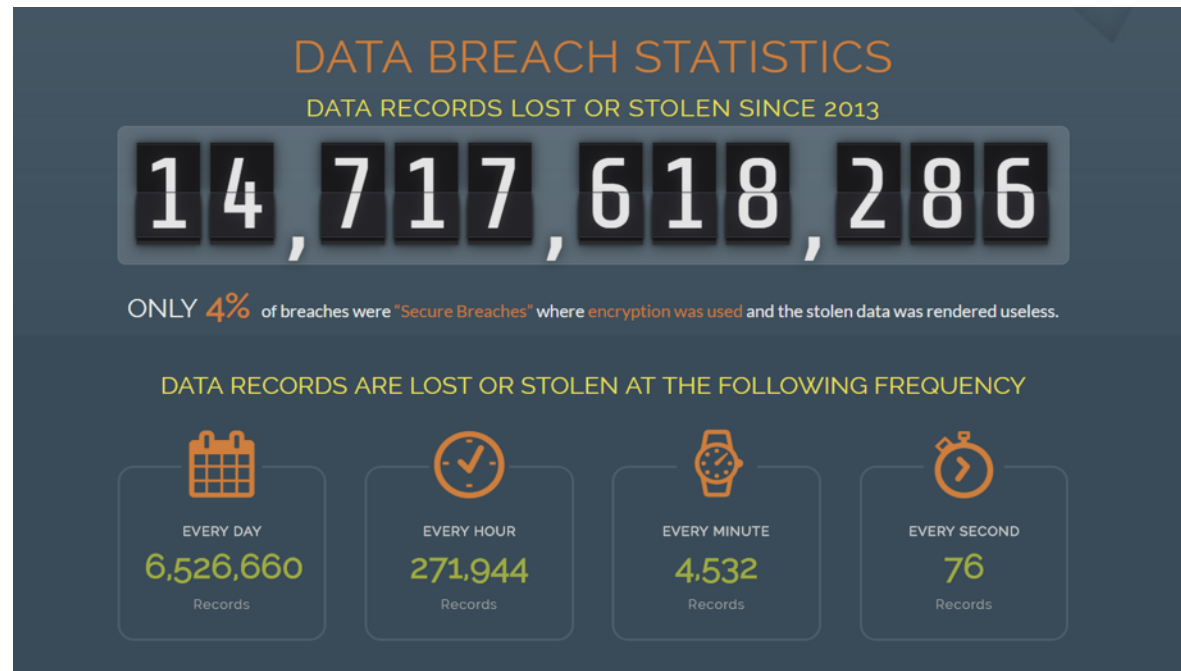 DATA BREACH STATISTICS
DATA RECORDS LOST OR STOLEN SINCE 2013
14,717,618,286
ONLY 4% of breaches were “Secure Breaches” where encryption was used and the stolen data was rendered useless.
DATA RECORDS ARE LOST OR STOLEN AT THE FOLLOWING FREQUENCY
EVERY DAY
6,526,660
Records
EVERY HOUR
271,944
Records
EVERY MINUTE
4,532
Records
EVERY SECOND
76
Records